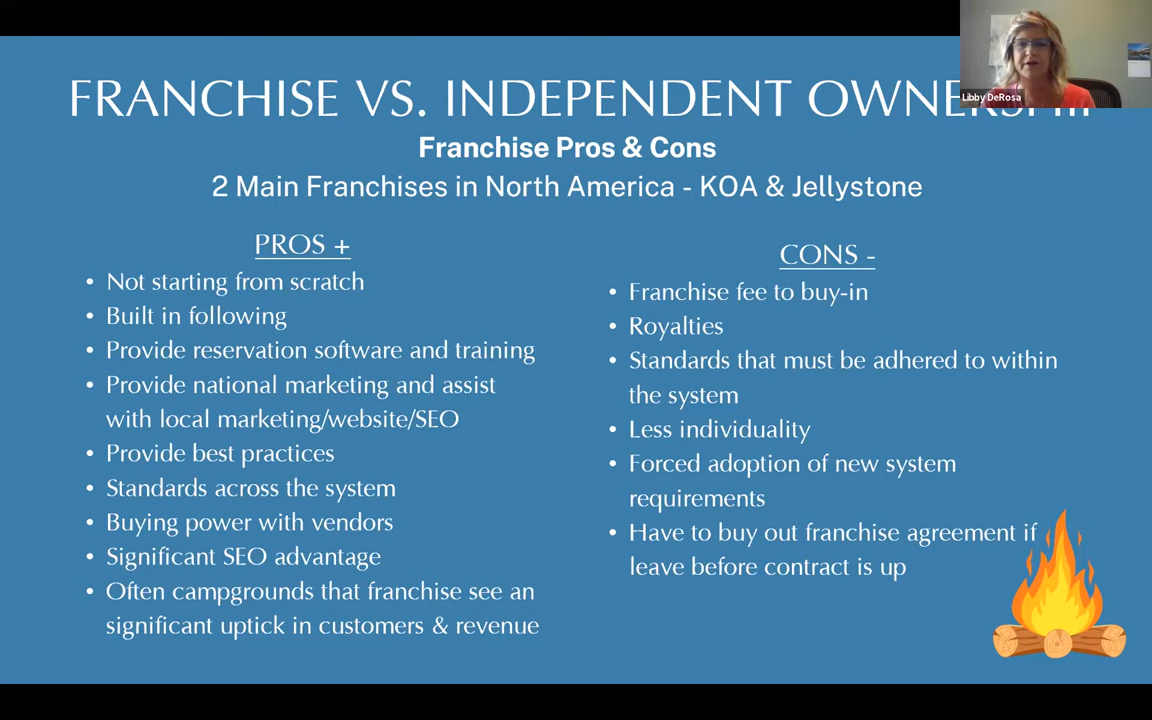 FRANCHISE VS. INDEPENDENT
Libby DeRosa
Franchise Pros & Cons
2 Main Franchises in North America - KOA & Jellystone
PROS +
• Not starting from scratch
• Built in following
• Provide reservation software and training
• Provide national marketing and assist
with local marketing/website/SEO
• Provide best practices
• Standards across the system
• Buying power with vendors
• Significant SEO advantage
• Often campgrounds that franchise see an
significant uptick in customers & revenue
CONS -
• Franchise fee to buy-in
• Royalties
• Standards that must be adhered to within
the system
• Less individuality
• Forced adoption of new system
requirements
• Have to buy out franchise agreement if
leave before contract is up